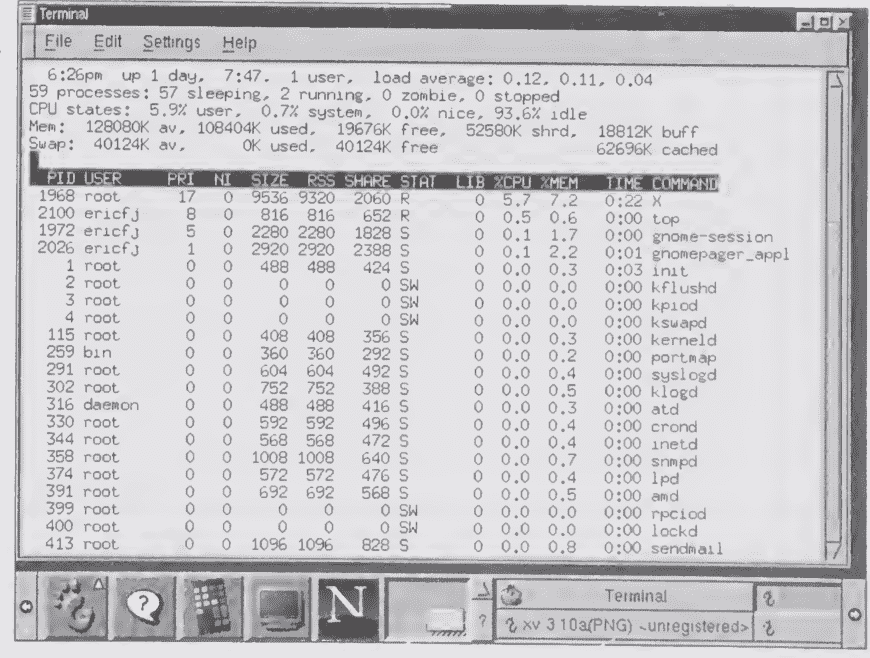 Terminal
File Edit Settings Help
6:26pm up 1 day, 7:47, 1 user, load average: 0.12, 0.11, 0.04
59 processes: 57 sleeping, 2 running, 0 zombie, 0 stopped
CPU states: 5.9% user, 0.7% system, 0.0% nice, 93.6% idle
Mem: 128080K av, 108404K used, 19676K free, 52580K shrd, 18812K buff
Swap: 40124K av, 0K used, 40124K free 62696K cached
PID USER PRI NI SIZE RSS SHARE STAT LIB %CPU %MEM TIME COMMAND
1968 root 17 0 9536 9320 2060 R 0 5.7 7.2 0:22 X
2100 ericfj 8 0 816 816 652 R 0 0.5 0.6 0:00 top
1972 ericfj 5 0 2280 2280 1828 S 0 0.1 1.7 0:00 gnome-session
2026 ericfj 1 0 2920 2920 2388 S 0 0.1 2.2 0:01 gnomepager_appl
1 root 0 0 488 488 424 S 0 0.0 0.3 0:03 init
2 root 0 0 0 0 0 SW 0 0.0 0.0 0:00 kflushd
3 root 0 0 0 0 0 SW 0 0.0 0.0 0:00 kpiod
4 root 0 0 0 0 0 SW 0 0.0 0.0 0:00 kswapd
115 root 0 0 408 408 356 S 0 0.0 0.3 0:00 kerneld
259 bin 0 0 360 360 292 S 0 0.0 0.2 0:00 portmap
291 root 0 0 604 604 492 S 0 0.0 0.4 0:00 syslogd
302 root 0 0 752 752 388 S 0 0.0 0.5 0:00 klogd
316 daemon 0 0 488 488 416 S 0 0.0 0.3 0:00 atd
330 root 0 0 592 592 496 S 0 0.0 0.4 0:00 crond
344 root 0 0 568 568 472 S 0 0.0 0.4 0:00 inetd
358 root 0 0 1008 1008 640 S 0 0.0 0.7 0:00 snmpd
374 root 0 0 572 572 476 S 0 0.0 0.4 0:00 lpd
391 root 0 0 692 692 568 S 0 0.0 0.5 0:00 amd
399 root 0 0 0 0 0 SW 0 0.0 0.0 0:00 rpciod
400 root 0 0 0 0 0 SW 0 0.0 0.0 0:00 lockd
413 root 0 0 1096 1096 828 S 0 0.0 0.8 0:00 sendmail
? N ? Terminal
xv 3 10a(PNG) <unregistered>